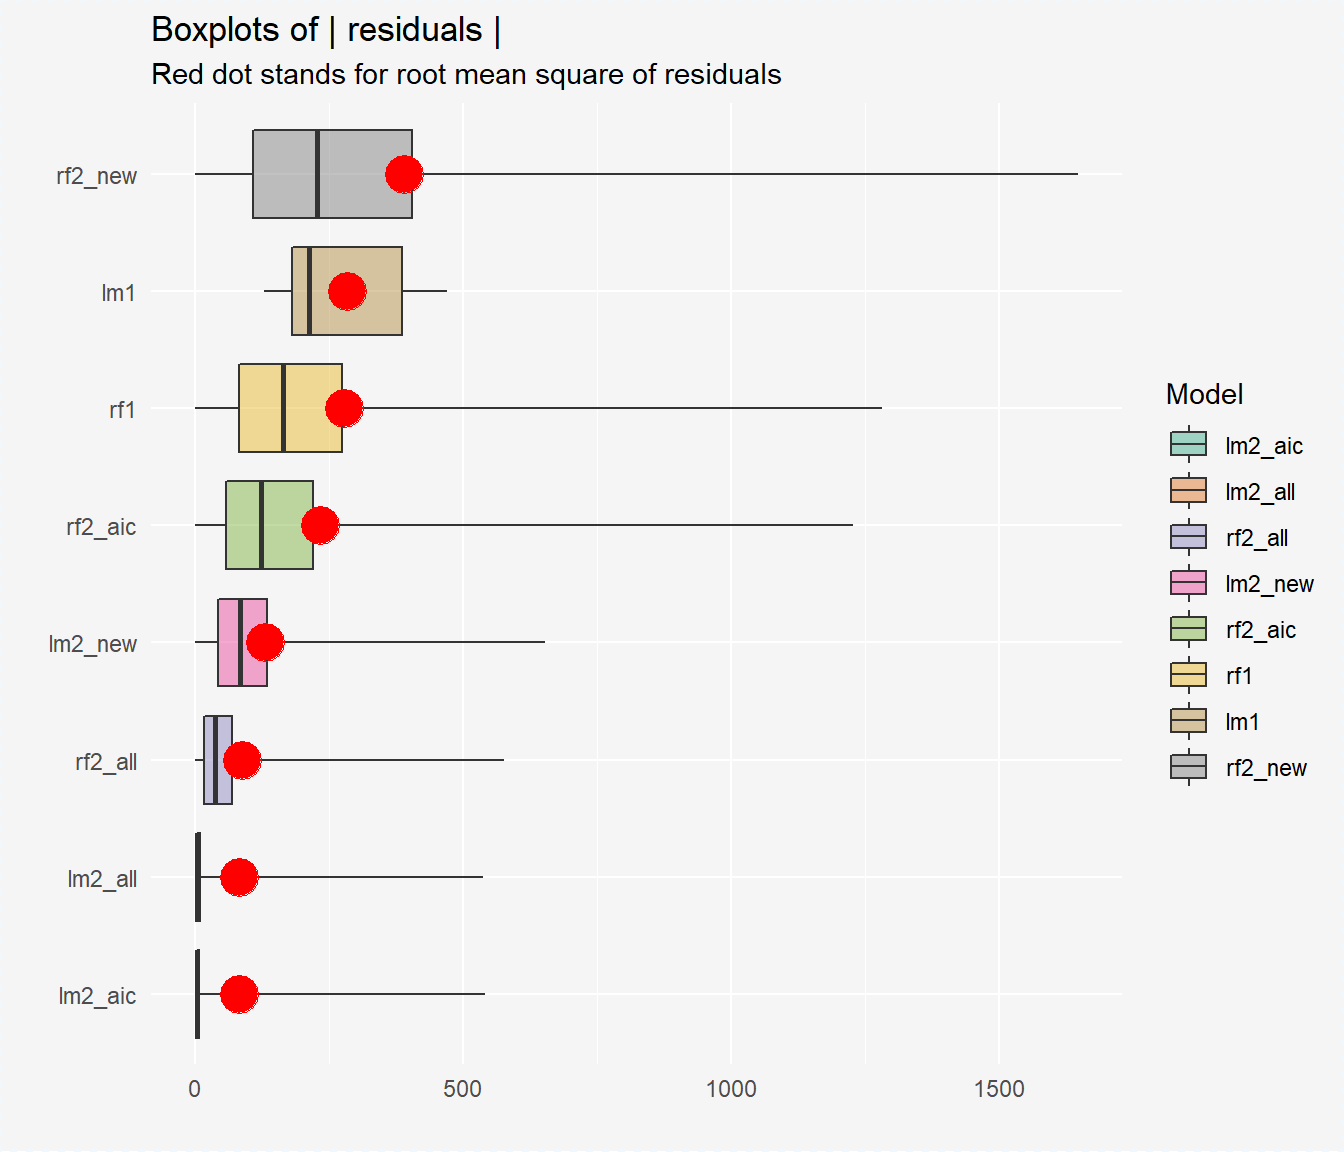 Boxplots of | residuals |
Red dot stands for root mean square of residuals
rf2_new
lm1
rf1
rf2_aic
lm2_new
rf2_all
lm2_all
lm2_aic
0 500 1000 1500
Model
lm2_aic
lm2_all
rf2_all
lm2_new
rf2_aic
rf1
lm1
rf2_new